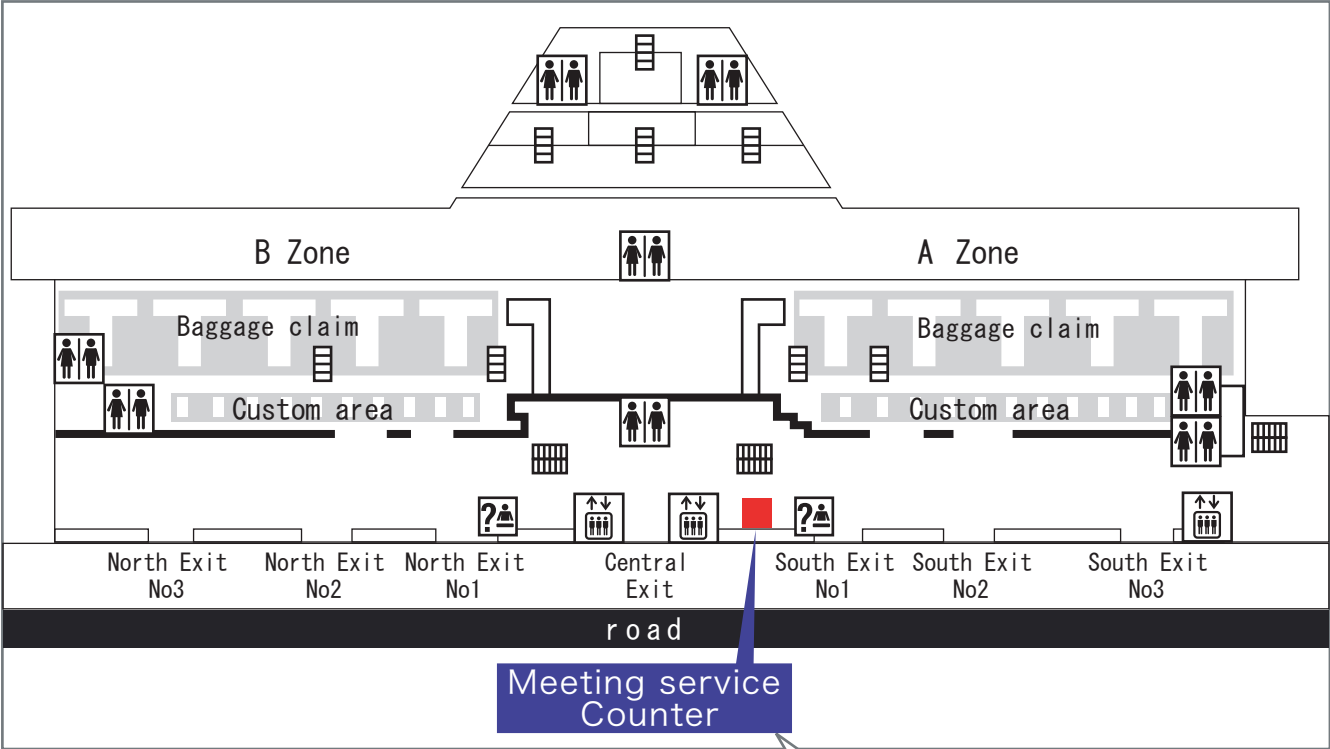 B Zone
A Zone
Baggage claim
Baggage claim
Custom area
Custom area
?
?
North Exit
No3
North Exit
No2
North Exit
No1
Central
Exit
South Exit
No1
South Exit
No2
South Exit
No3
road
Meeting service
Counter